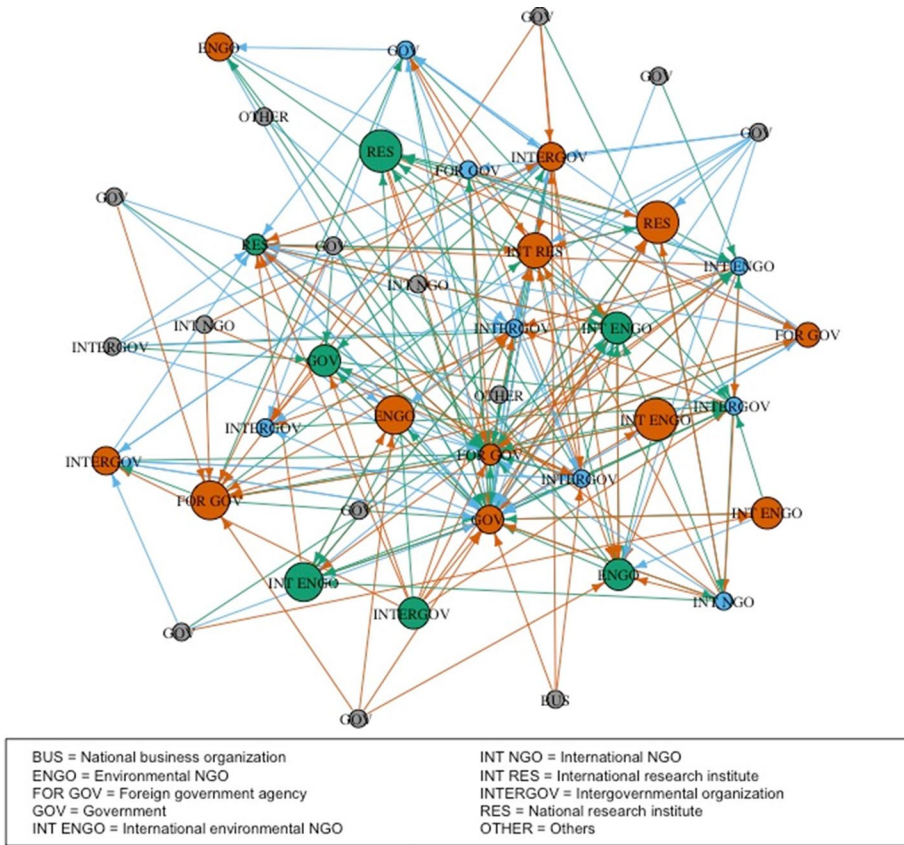 GOV
ENGO
GOV
GOV
OTHER
GOV
RES
INTERGOV
FOR GOV
GOV
RES
RES
GOV
INT RES
INT ENGO
INT NGO
INT NGO
INTERGOV
INT ENGO
FOR GOV
INTERGOV
GOV
OTHER
INTERGOV
ENGO
INT ENGO
INTERGOV
FOR GOV
INTERGOV
INTERGOV
FOR GOV
GOV
GOV
INT ENGO
INT ENGO
ENGO
INTERGOV
INT NGO
GOV
BUS
GOV
BUS = National business organization
ENGO = Environmental NGO
FOR GOV = Foreign government agency
GOV = Government
INT ENGO = International environmental NGO
INT NGO = International NGO
INT RES = International research institute
INTERGOV = Intergovernmental organization
RES = National research institute
OTHER = Others